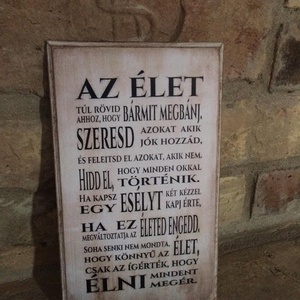 AZ ÉLET
TÚL RÖVID
AHHOZ, HOGY BÁRMIT MEGBÁNJ.
SZERESD AZOKAT AKIK
JÓK HOZZÁD,
ÉS FELEJTSD EL AZOKAT, AKIK NEM.
HIDD EL, HOGY MINDEN OKKAL
TÖRTÉNIK.
HA KAPSZ
EGY ESÉLYT KÉT KÉZZEL
KAPJ ÉRTE,
HA EZ
MEGVÁLTOZTATJA AZ ÉLETED ENGEDD.
SOHA SENKI NEM MONDTA,
HOGY KÖNNYŰ AZ ÉLET,
CSAK AZ ÍGÉRTÉK, HOGY
ÉLNI MINDENT
MEGÉR.